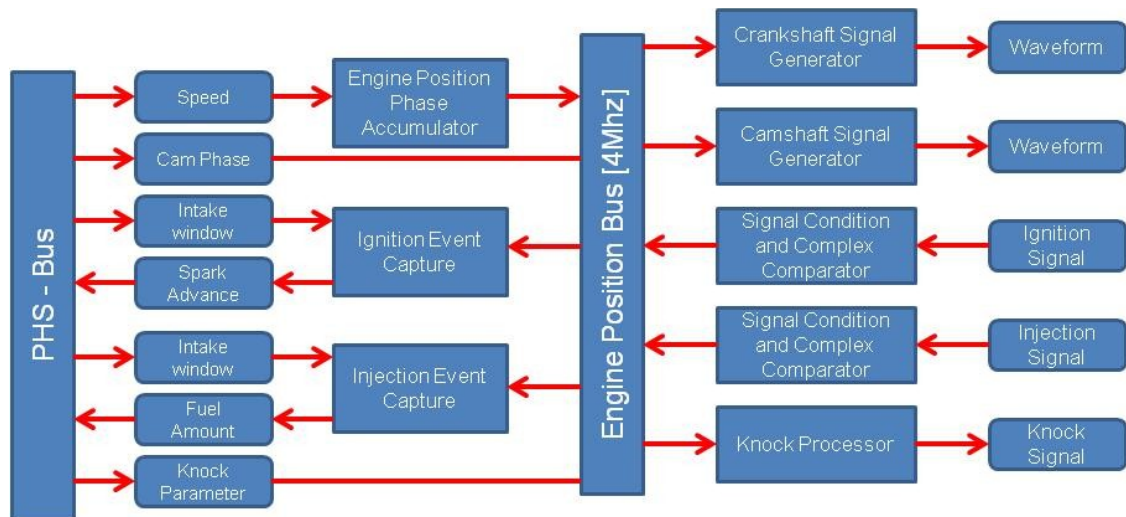 PHS - Bus
Speed
Cam Phase
Intake
window
Spark
Advance
Intake
window
Fuel
Amount
Knock
Parameter
Engine Position
Phase
Accumulator
Ignition Event
Capture
Injection Event
Capture
Engine Position Bus [4Mhz]
Crankshaft Signal
Generator
Camshaft Signal
Generator
Signal Condition
and Complex
Comparator
Signal Condition
and Complex
Comparator
Knock Processor
Waveform
Waveform
Ignition
Signal
Injection
Signal
Knock
Signal